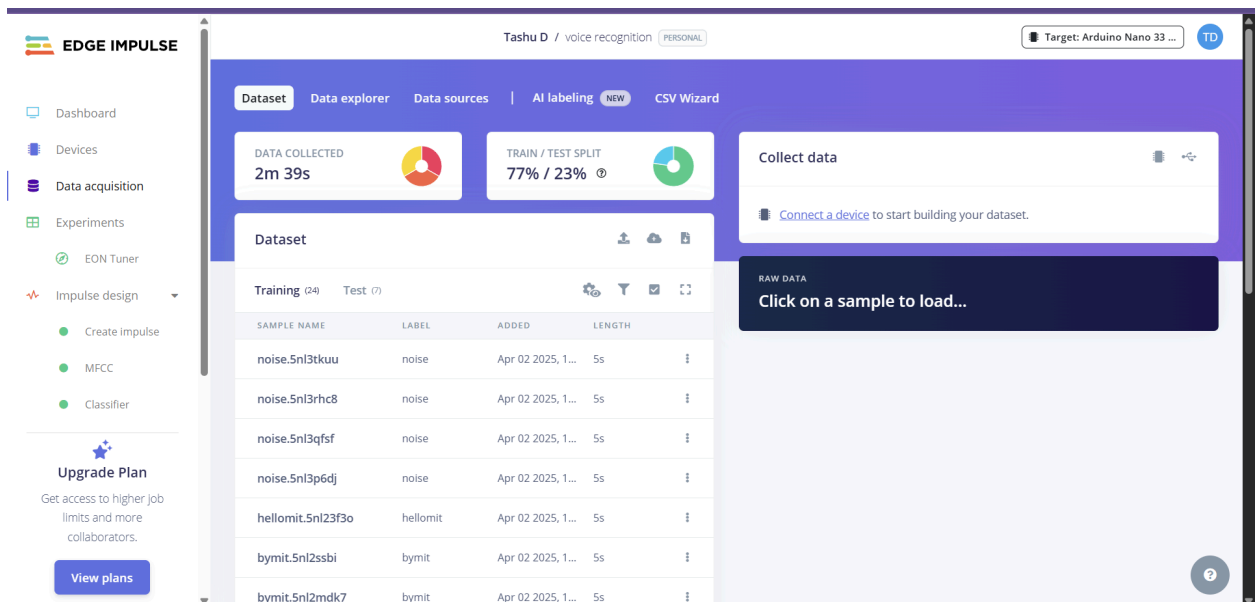 EDGE IMPULSE
Tashu D / voice recognition PERSONAL
Target: Arduino Nano 33 ...
TD
Dashboard
Devices
Data acquisition
Experiments
EON Tuner
Impulse design
Create impulse
MFCC
Classifier
Upgrade Plan
Get access to higher job
limits and more
collaborators.
View plans
Dataset Data explorer Data sources | AI labeling NEW CSV Wizard
DATA COLLECTED
2m 39s
TRAIN / TEST SPLIT
77% / 23%
Dataset
Training (24) Test (7)
SAMPLE NAME LABEL ADDED LENGTH
noise.5nl3tkuu noise Apr 02 2025, 1... 5s
noise.5nl3rhc8 noise Apr 02 2025, 1... 5s
noise.5nl3qfsf noise Apr 02 2025, 1... 5s
noise.5nl3p6dj noise Apr 02 2025, 1... 5s
hellomit.5nl23f3o hellomit Apr 02 2025, 1... 5s
bymit.5nl2ssbi bymit Apr 02 2025, 1... 5s
bymit.5nl2mdk7 bymit Apr 02 2025, 1... 5s
Collect data
Connect a device to start building your dataset.
RAW DATA
Click on a sample to load...